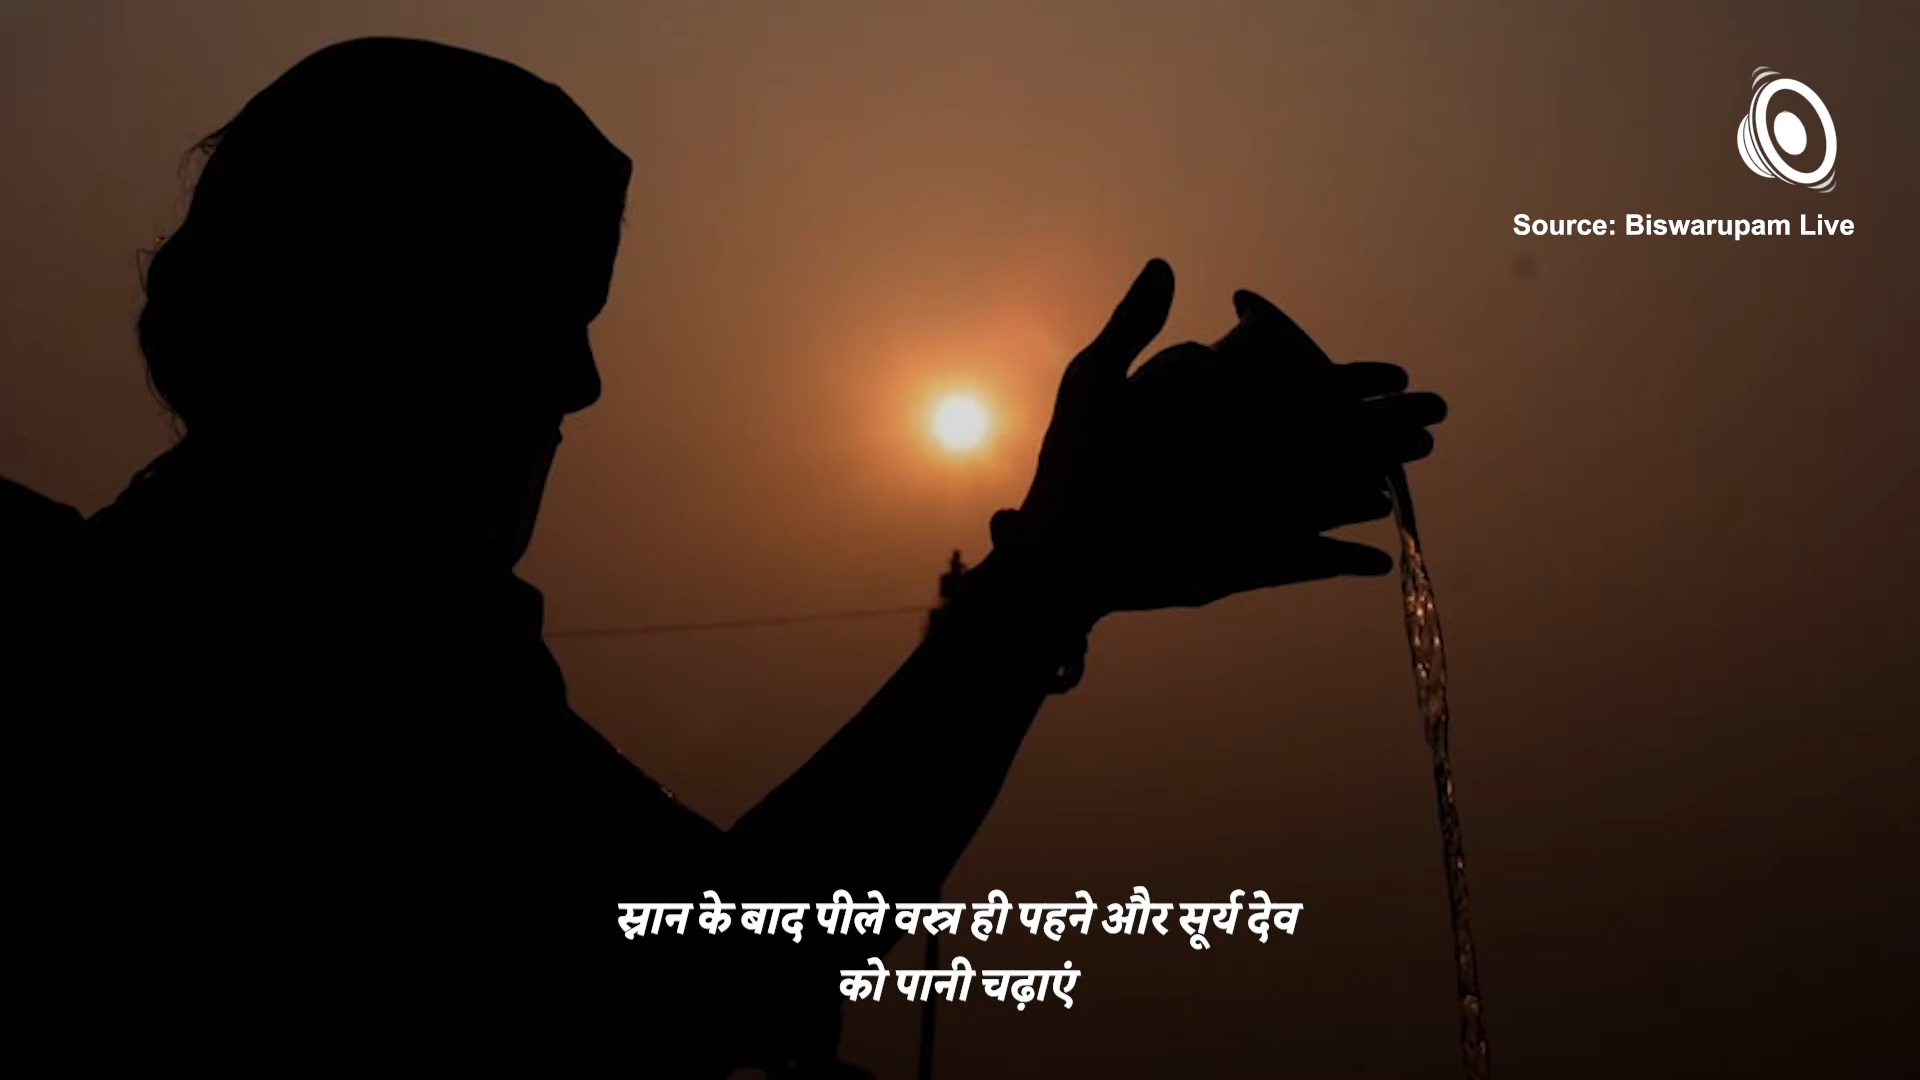 Source: Biswarupam Live
स्नान के बाद पीले वस्त्र ही पहने और सूर्य देव
को पानी चढ़ाएं